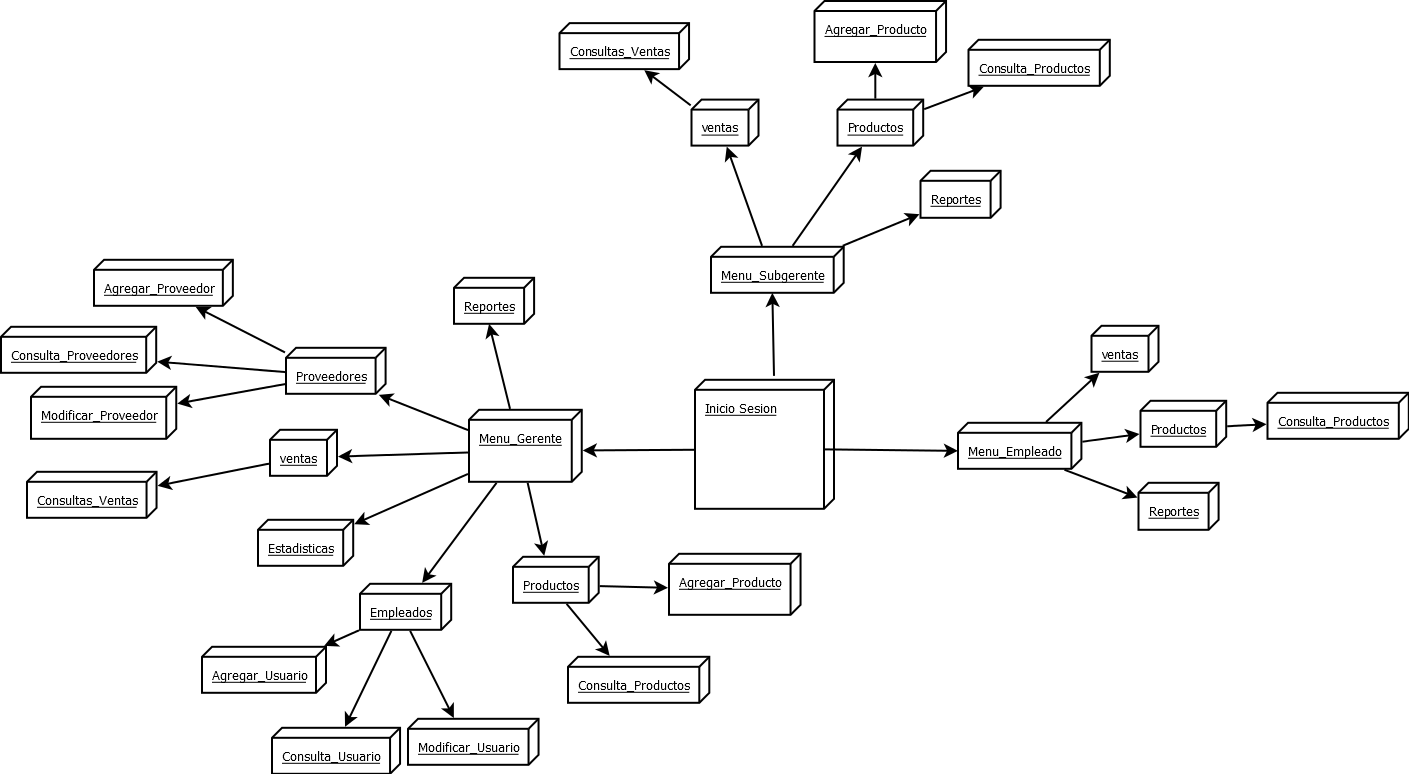 Agregar_Producto
Consultas_Ventas
Consulta_Productos
ventas
Productos
Reportes
Menu_Subgerente
Agregar_Proveedor
Reportes
Consulta_Proveedores
ventas
Proveedores
Modificar_Proveedor
Inicio Sesion
Consulta_Productos
Productos
Menu_Gerente
Menu_Empleado
ventas
Consultas_Ventas
Reportes
Estadisticas
Productos
Agregar_Producto
Empleados
Agregar_Usuario
Consulta_Productos
Modificar_Usuario
Consulta_Usuario